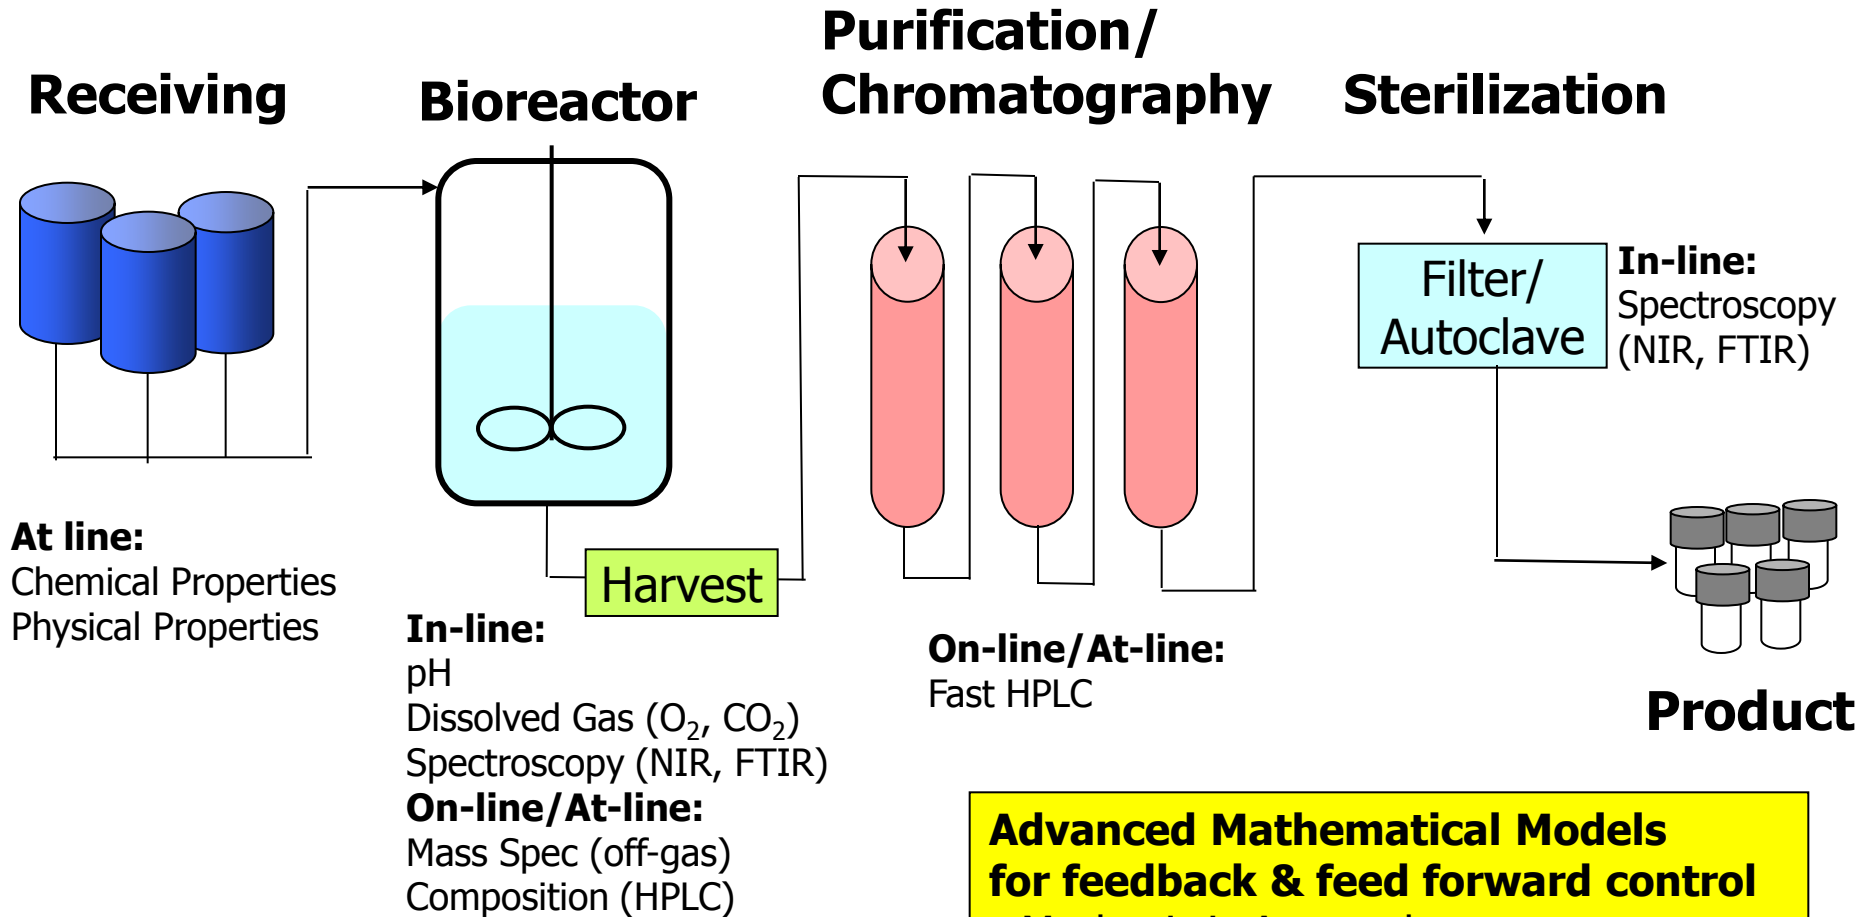 Receiving
Bioreactor
Purification/
Chromatography
Sterilization
Filter/
Autoclave
In-line:
Spectroscopy
(NIR, FTIR)
At line:
Chemical Properties
Physical Properties
Harvest
In-line:
pH
Dissolved Gas (O₂, CO₂)
Spectroscopy (NIR, FTIR)
On-line/At-line:
Mass Spec (off-gas)
Composition (HPLC)
On-line/At-line:
Fast HPLC
Product
Advanced Mathematical Models
for feedback & feed forward control